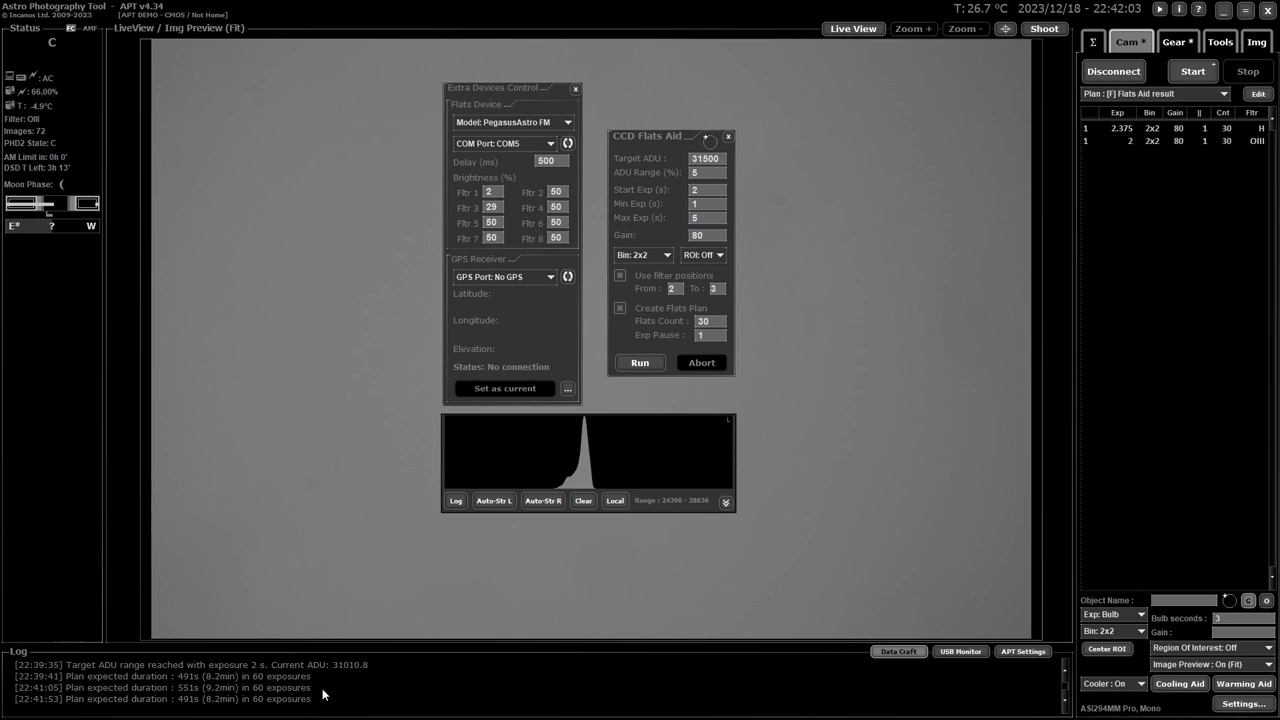 Astro Photography Tool - APT v4.34
© Incanus Ltd. 2009-2023 [APT DEMO - CMOS / Not Home]
T: 26.7 ºC 2023/12/18 - 22:42:03
i ? _ = x
Status EC AMF
C
: AC
: 66.00%
T : -4.9°C
Filter: OIII
Images: 72
PHD2 State: C
AM Limit in: 0h 0'
DSD T Left: 3h 13'
Moon Phase:
E* ? W
LiveView / Img Preview (Fit)
Live View Zoom + Zoom - Shoot
Extra Devices Control x
Flats Device
Model: PegasusAstro FM
COM Port: COM5
Delay (ms) 500
Brightness (%)
Fltr 1 2 Fltr 2 50
Fltr 3 29 Fltr 4 50
Fltr 5 50 Fltr 6 50
Fltr 7 50 Fltr 8 50
GPS Receiver
GPS Port: No GPS
Latitude:
Longitude:
Elevation:
Status: No connection
Set as current ...
CCD Flats Aid x
Target ADU : 31500
ADU Range (%): 5
Start Exp (s): 2
Min Exp (s): 1
Max Exp (s): 5
Gain: 80
Bin: 2x2 ROI: Off
Use filter positions
From : 2 To : 3
Create Flats Plan
Flats Count : 30
Exp Pause : 1
Run Abort
L
Log Auto-Str L Auto-Str R Clear Local Range : 24396 - 38636
Σ Cam * Gear * Tools Img
Disconnect Start Stop
Plan : [F] Flats Aid result Edit
Exp Bin Gain || Cnt Fltr
1 2.375 2x2 80 1 30 H
1 2 2x2 80 1 30 OIII
Object Name : G O
Exp: Bulb Bulb seconds : 3
Bin: 2x2 Gain :
Center ROI Region Of Interest: Off
Image Preview : On (Fit)
Cooler : On Cooling Aid Warming Aid
ASI294MM Pro, Mono Settings...
Log Data Craft USB Monitor APT Settings
[22:39:35] Target ADU range reached with exposure 2 s. Current ADU: 31010.8
[22:39:41] Plan expected duration : 491s (8.2min) in 60 exposures
[22:41:05] Plan expected duration : 551s (9.2min) in 60 exposures
[22:41:53] Plan expected duration : 491s (8.2min) in 60 exposures